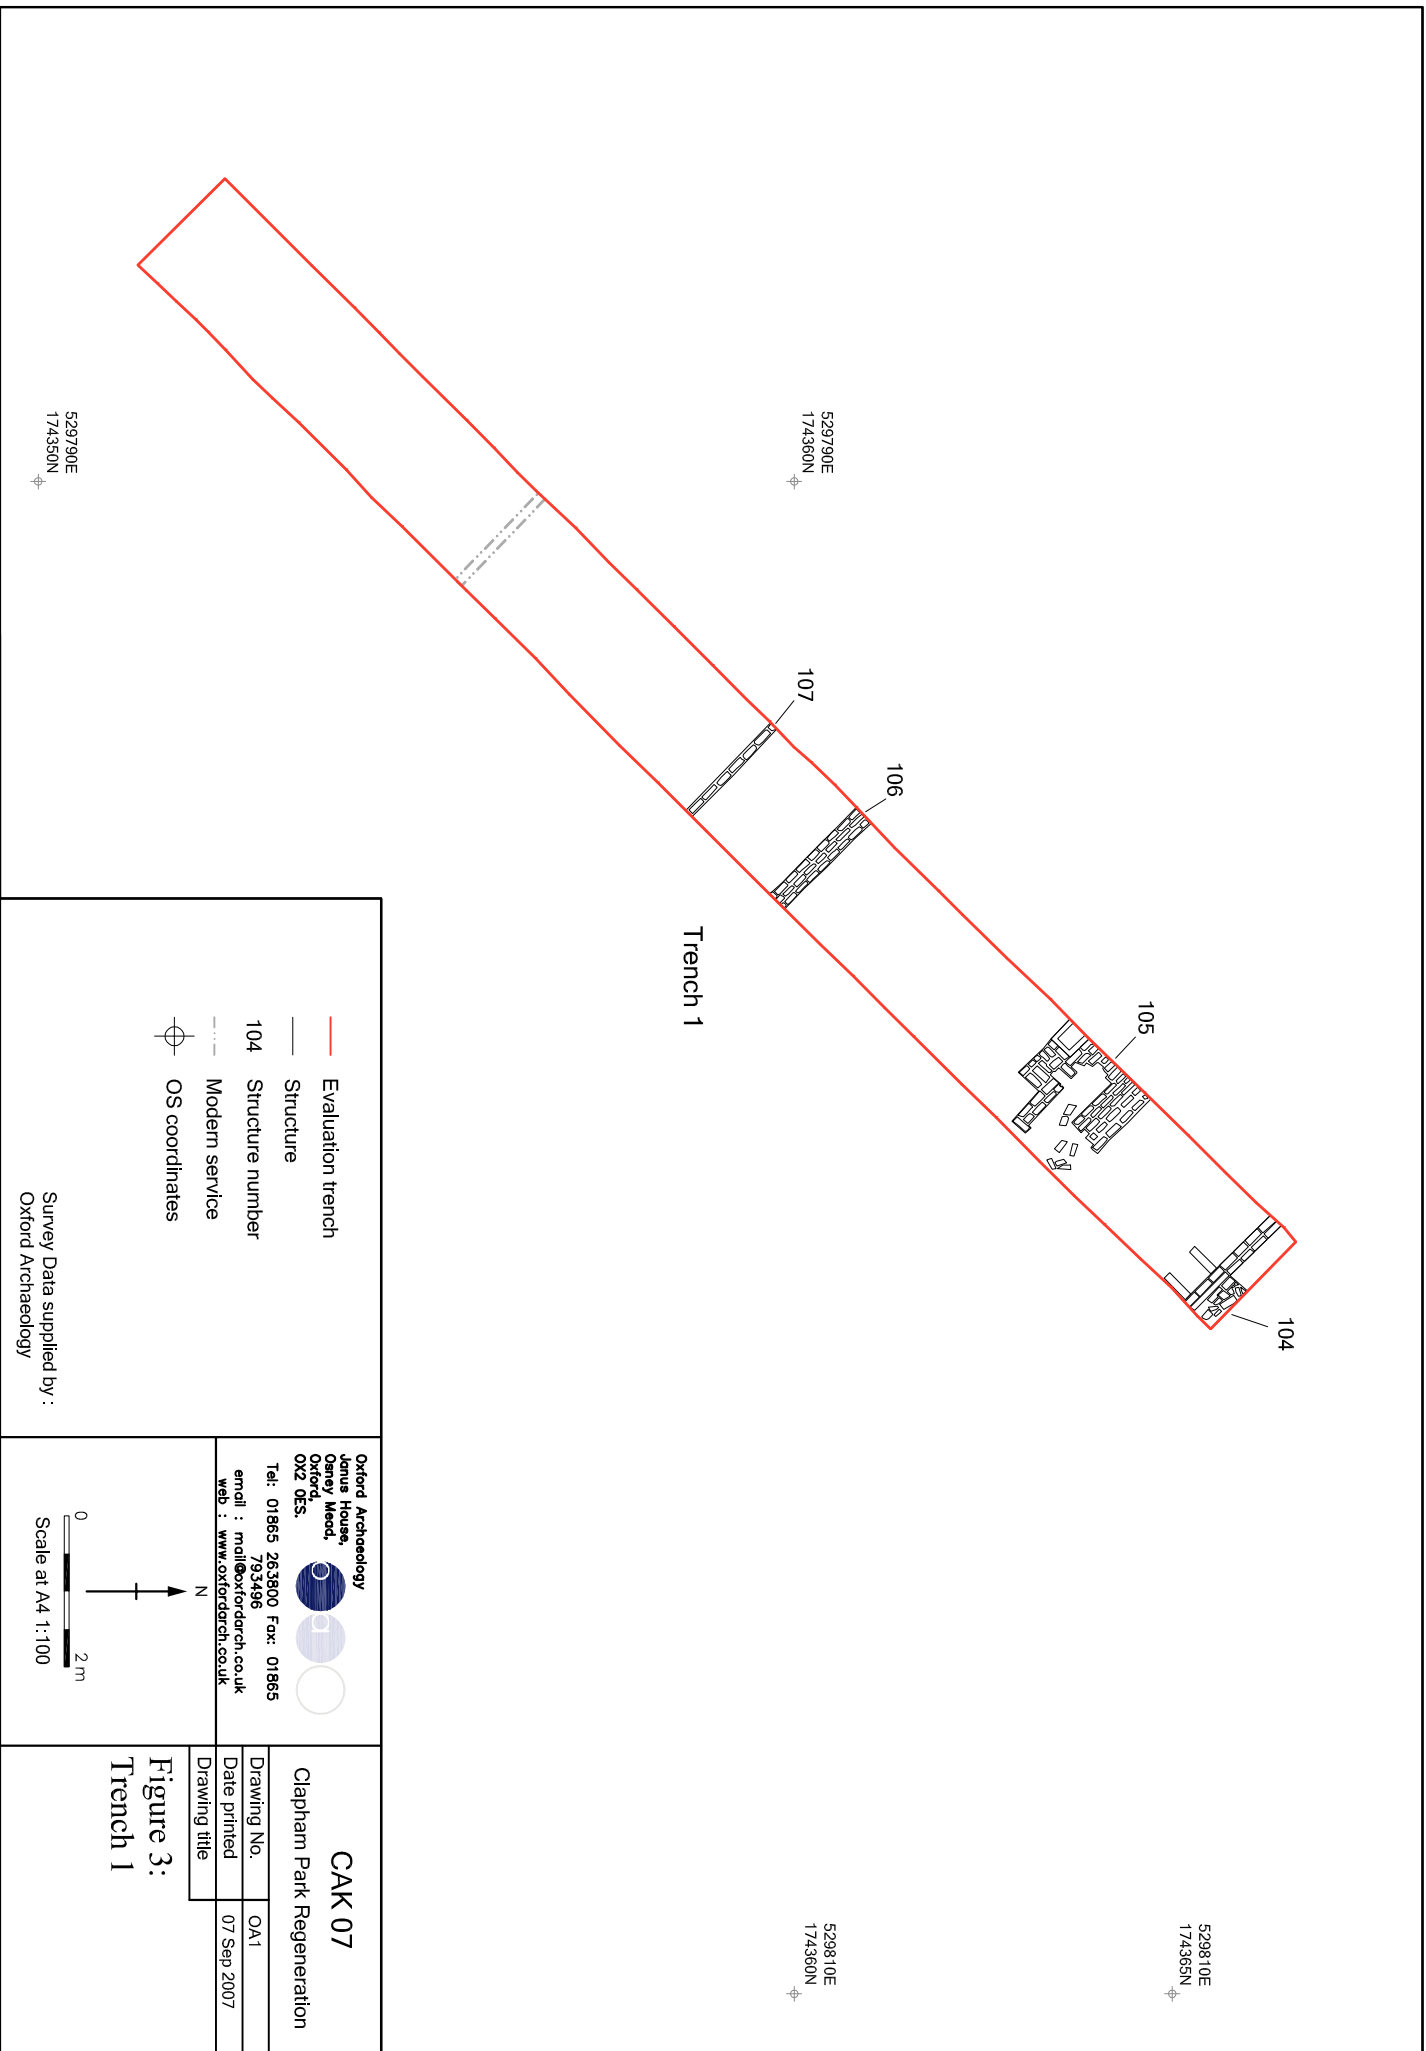 529790E
174360N
529790E
174350N
529810E
174365N
529810E
174360N
104
105
106
107
Trench 1
Evaluation trench
Structure
104 Structure number
Modern service
OS coordinates
Survey Data supplied by :
Oxford Archaeology
Oxford Archaeology
Janus House,
Osney Mead,
Oxford,
OX2 0ES.
oa
Tel: 01865 263800 Fax: 01865
793496
email : mail@oxfordarch.co.uk
web : www.oxfordarch.co.uk
N
0 2 m
Scale at A4 1:100
CAK 07
Clapham Park Regeneration
Drawing No. OA1
Date printed 07 Sep 2007
Drawing title
Figure 3:
Trench 1